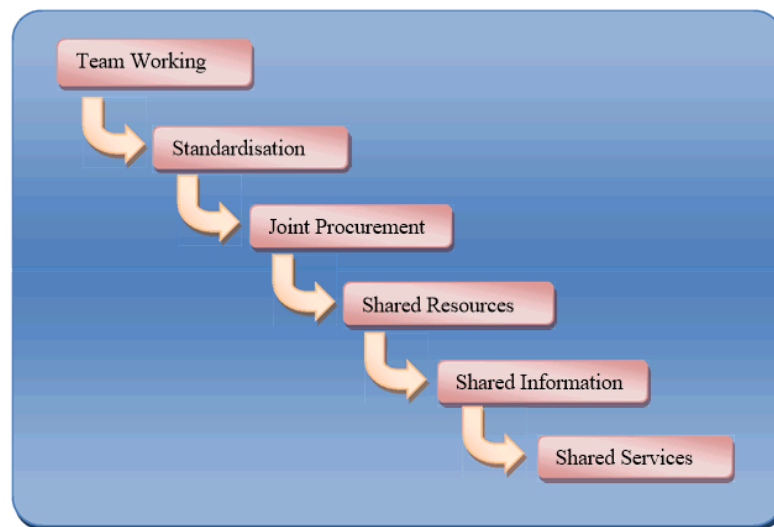 Team Working
Standardisation
Joint Procurement
Shared Resources
Shared Information
Shared Services